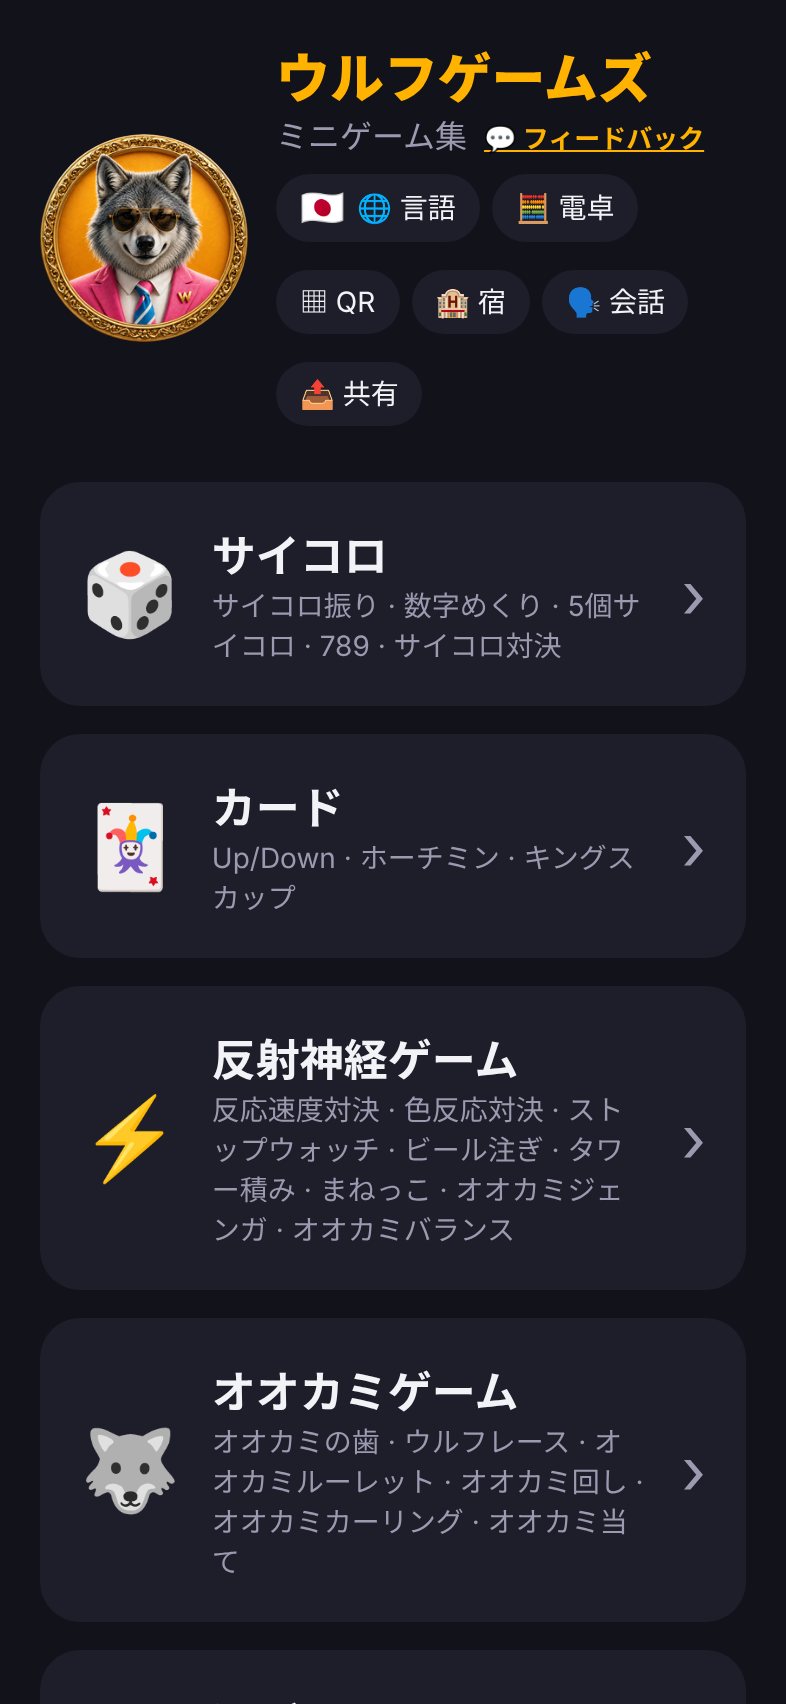 ウルフゲームズ
ミニゲーム集 フィードバック
言語 電卓
QR 宿 会話
共有
W
サイコロ
サイコロ振り · 数字めくり · 5個サ
イコロ · 789 · サイコロ対決
カード
Up/Down · ホーチミン · キングス
カップ
反射神経ゲーム
反応速度対決 · 色反応対決 · スト
ップウォッチ · ビール注ぎ · タワ
ー積み · まねっこ · オオカミジェ
ンガ · オオカミバランス
オオカミゲーム
オオカミの歯 · ウルフレース · オ
オカミルーレット · オオカミ回し ·
オオカミカーリング · オオカミ当
て